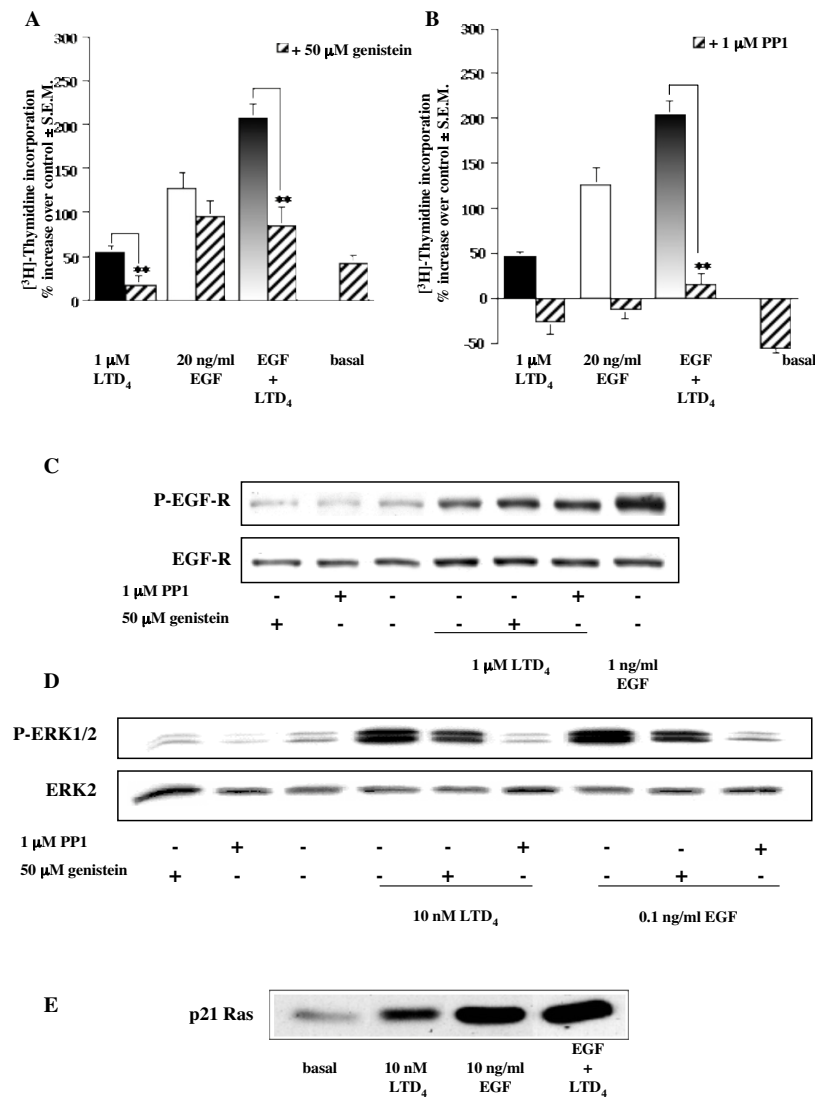 A
300
250
200
150
100
50
0
[³H]-Thymidine incorporation
% increase over control ± S.E.M.
+ 50 µM genistein
**
**
1 µM
LTD₄
20 ng/ml
EGF
EGF
+
LTD₄
basal
B
300
250
200
150
100
50
0
-50
[³H]-Thymidine incorporation
% increase over control ± S.E.M.
+ 1 µM PP1
**
1 µM
LTD₄
20 ng/ml
EGF
EGF
+
LTD₄
basal
C
P-EGF-R
EGF-R
1 µM PP1 - + - - - + -
50 µM genistein + - - - + - -
1 µM LTD₄ 1 ng/ml
EGF
D
P-ERK1/2
ERK2
1 µM PP1 - + - - - + - - +
50 µM genistein + - - - + - - + -
10 nM LTD₄ 0.1 ng/ml EGF
E
p21 Ras
basal
10 nM
LTD₄
10 ng/ml
EGF
EGF
+
LTD₄